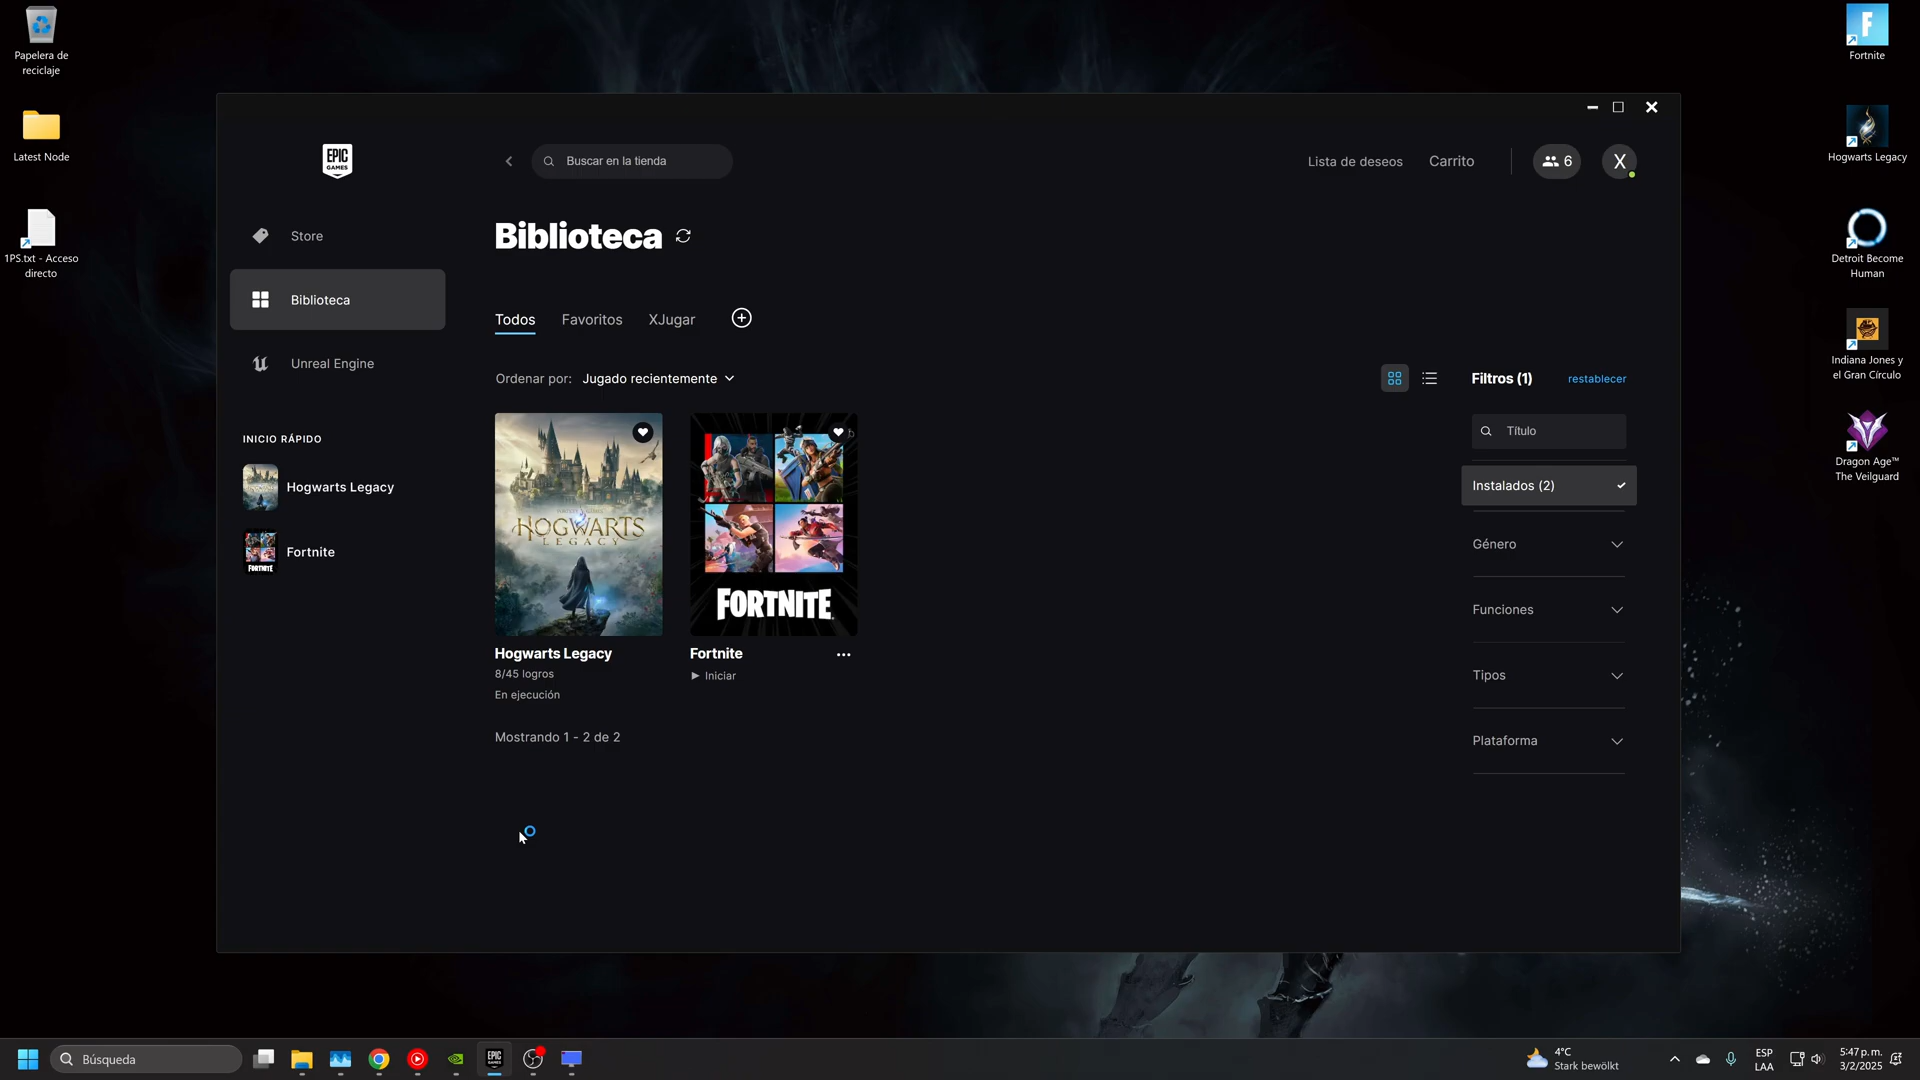 Papelera de
reciclaje
Latest Node
1PS.txt - Acceso
directo
EPIC
GAMES
Buscar en la tienda
Lista de deseos
Carrito
6
X
Store
Biblioteca
Unreal Engine
INICIO RÁPIDO
Hogwarts Legacy
Fortnite
FORTNITE
Biblioteca
Todos
Favoritos
XJugar
Ordenar por: Jugado recientemente
HOGWARTS
LEGACY
FORTNITE
Hogwarts Legacy
8/45 logros
En ejecución
Fortnite
Iniciar
Mostrando 1 - 2 de 2
Filtros (1)
restablecer
Título
Instalados (2)
Género
Funciones
Tipos
Plataforma
F
Fortnite
Hogwarts Legacy
Detroit Become
Human
Indiana Jones y
el Gran Círculo
Dragon Age™
The Veilguard
Búsqueda
EPIC
GAMES
4°C
Stark bewölkt
ESP
LAA
5:47 p. m.
3/2/2025